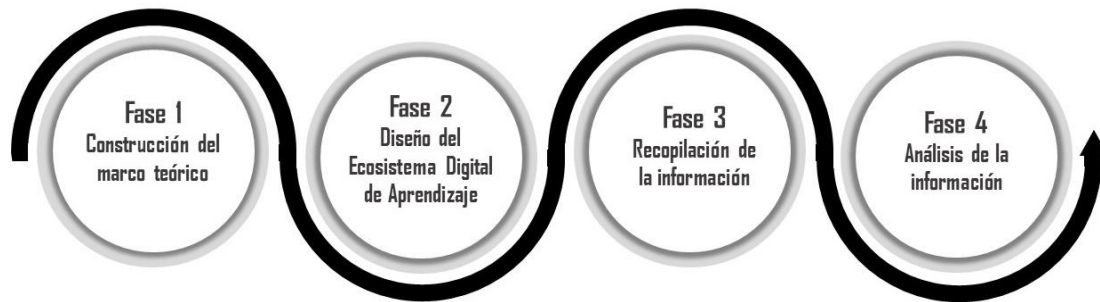 Fase 1
Construcción del
marco teórico
Fase 2
Diseño del
Ecosistema Digital
de Aprendizaje
Fase 3
Recopilación de
la información
Fase 4
Análisis de la
información